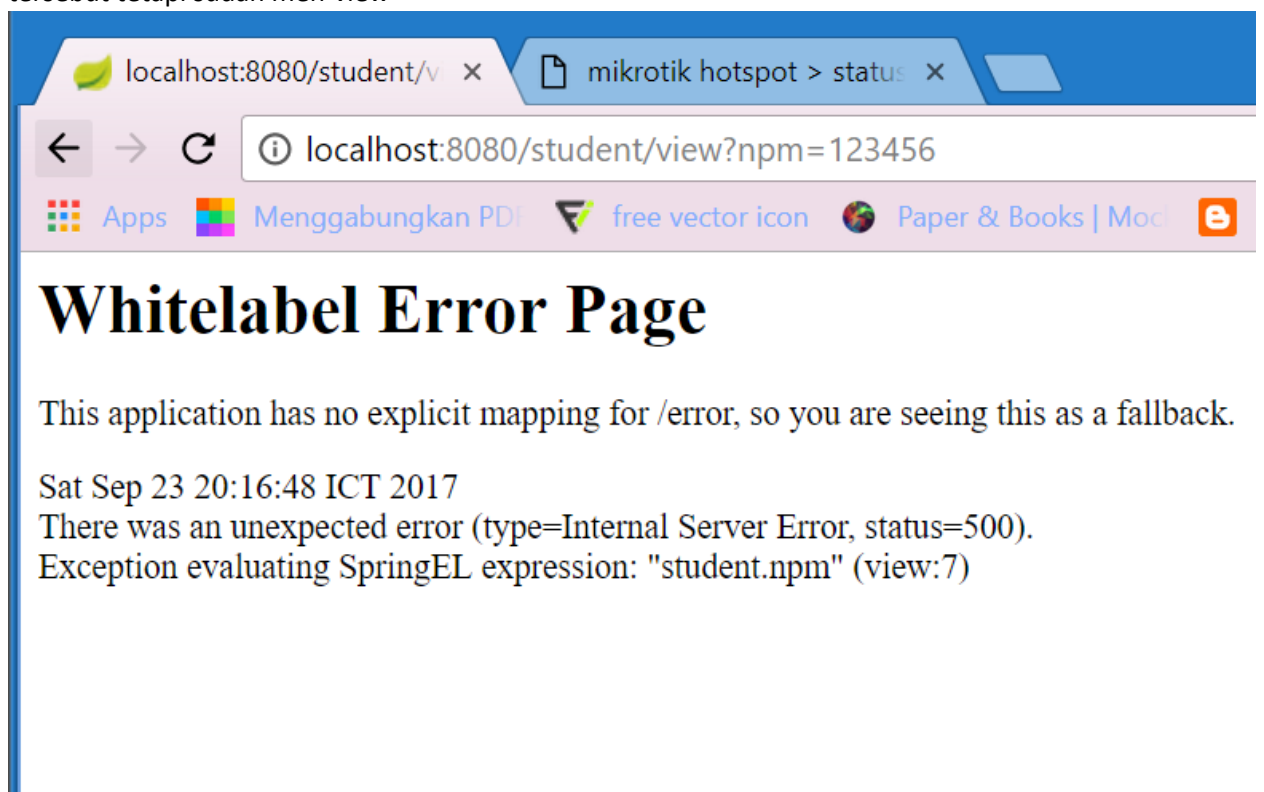 localhost:8080/student/v
mikrotik hotspot > status
localhost:8080/student/view?npm=123456
Apps
Menggabungkan PDF
free vector icon
Paper & Books | Moc
Whitelabel Error Page
This application has no explicit mapping for /error, so you are seeing this as a fallback.
Sat Sep 23 20:16:48 ICT 2017
There was an unexpected error (type=Internal Server Error, status=500).
Exception evaluating SpringEL expression: "student.npm" (view:7)